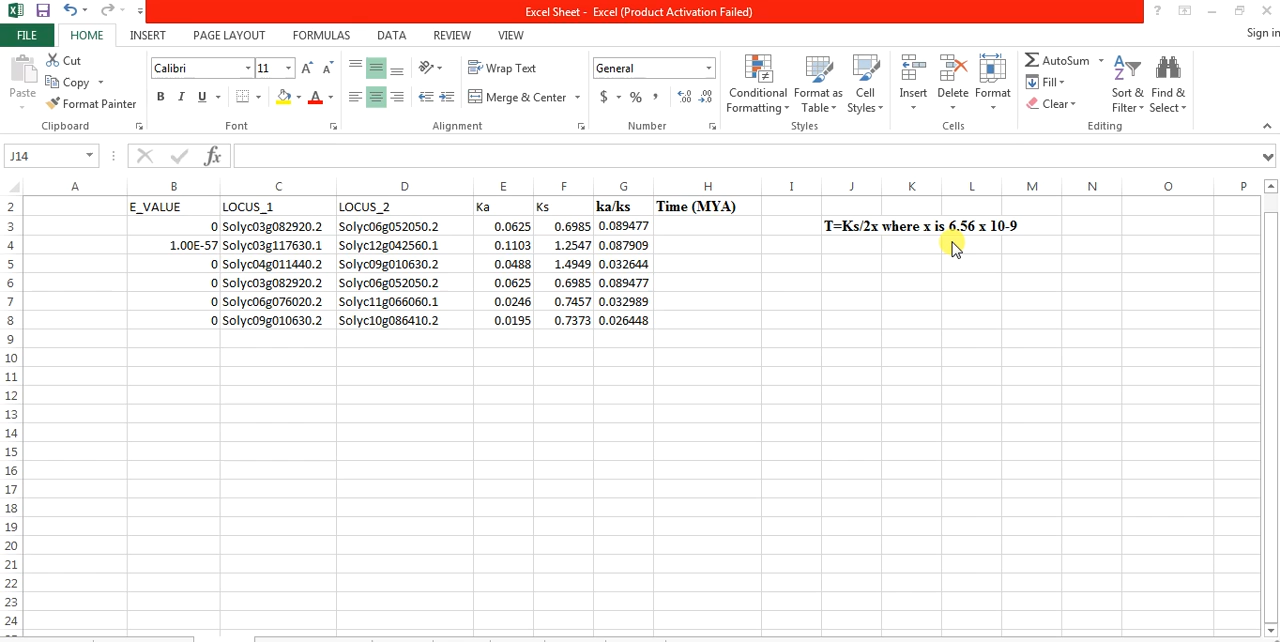 Excel Sheet - Excel (Product Activation Failed)
FILE HOME INSERT PAGE LAYOUT FORMULAS DATA REVIEW VIEW Sign in
Paste
Cut
Copy
Format Painter
Clipboard
Calibri 11
B I U
Font
Wrap Text
Merge & Center
Alignment
General
$ % ,
Number
Conditional Formatting
Format as Table
Cell Styles
Styles
Insert
Delete
Format
Cells
AutoSum
Fill
Clear
Sort & Filter
Find & Select
Editing
J14 fx
A B C D E F G H I J K L M N O P
2 E_VALUE LOCUS_1 LOCUS_2 Ka Ks ka/ks Time (MYA)
3 0 Solyc03g082920.2 Solyc06g052050.2 0.0625 0.6985 0.089477 T=Ks/2x where x is 6.56 x 10-9
4 1.00E-57 Solyc03g117630.1 Solyc12g042560.1 0.1103 1.2547 0.087909
5 0 Solyc04g011440.2 Solyc09g010630.2 0.0488 1.4949 0.032644
6 0 Solyc03g082920.2 Solyc06g052050.2 0.0625 0.6985 0.089477
7 0 Solyc06g076020.2 Solyc11g066060.1 0.0246 0.7457 0.032989
8 0 Solyc09g010630.2 Solyc10g086410.2 0.0195 0.7373 0.026448
9
10
11
12
13
14
15
16
17
18
19
20
21
22
23
24